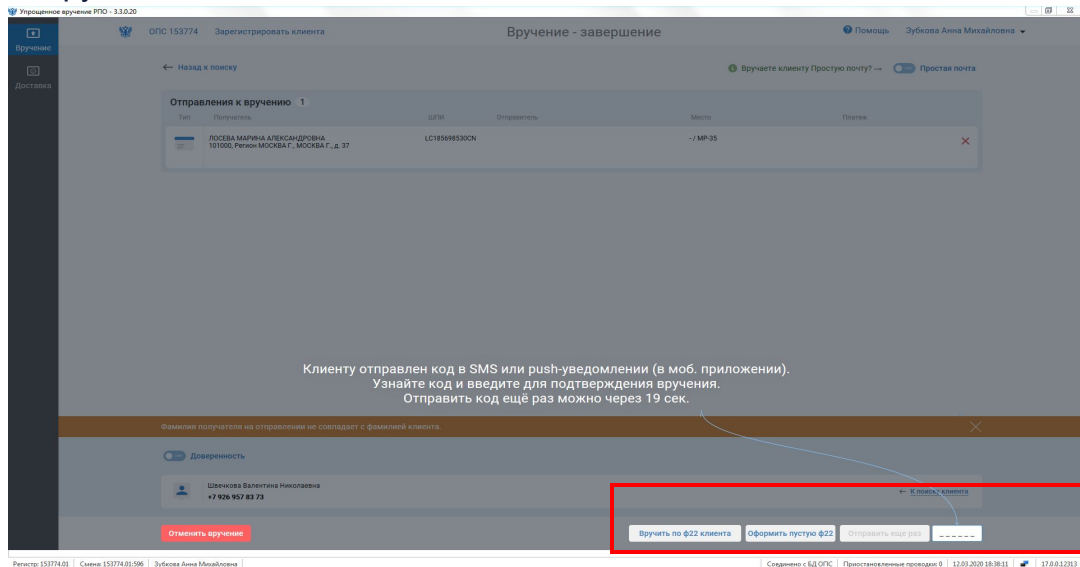 Упрощенное вручение РПО - 3.3.0.20
Вручение
Доставка
ОПС 153774 Зарегистрировать клиента Вручение - завершение Помощь Зубкова Анна Михайловна
← Назад к поиску Вручаете клиенту Простую почту? → Простая почта
Отправления к вручению 1
Тип Получатель ШПИ Отправитель Место Платеж
ЛОСЕВА МАРИНА АЛЕКСАНДРОВНА LC185698530CN - / MP-35
101000, Регион МОСКВА Г., МОСКВА Г., д. 37
Клиенту отправлен код в SMS или push-уведомлении (в моб. приложении).
Узнайте код и введите для подтверждения вручения.
Отправить код ещё раз можно через 19 сек.
Фамилия получателя на отправлении не совпадает с фамилией клиента.
Доверенность
Швечкова Валентина Николаевна
+7 926 957 83 73
← К поиску клиента
Отменить вручение Вручить по ф22 клиента Оформить пустую ф22 Отправить еще раз _ _ _ _ _ _
Регистр: 153774.01 Смена: 153774.01:596 Зубкова Анна Михайловна Соединено с БД ОПС Приостановленные проводки: 0 12.03.2020 18:38:11 17.0.0.12313